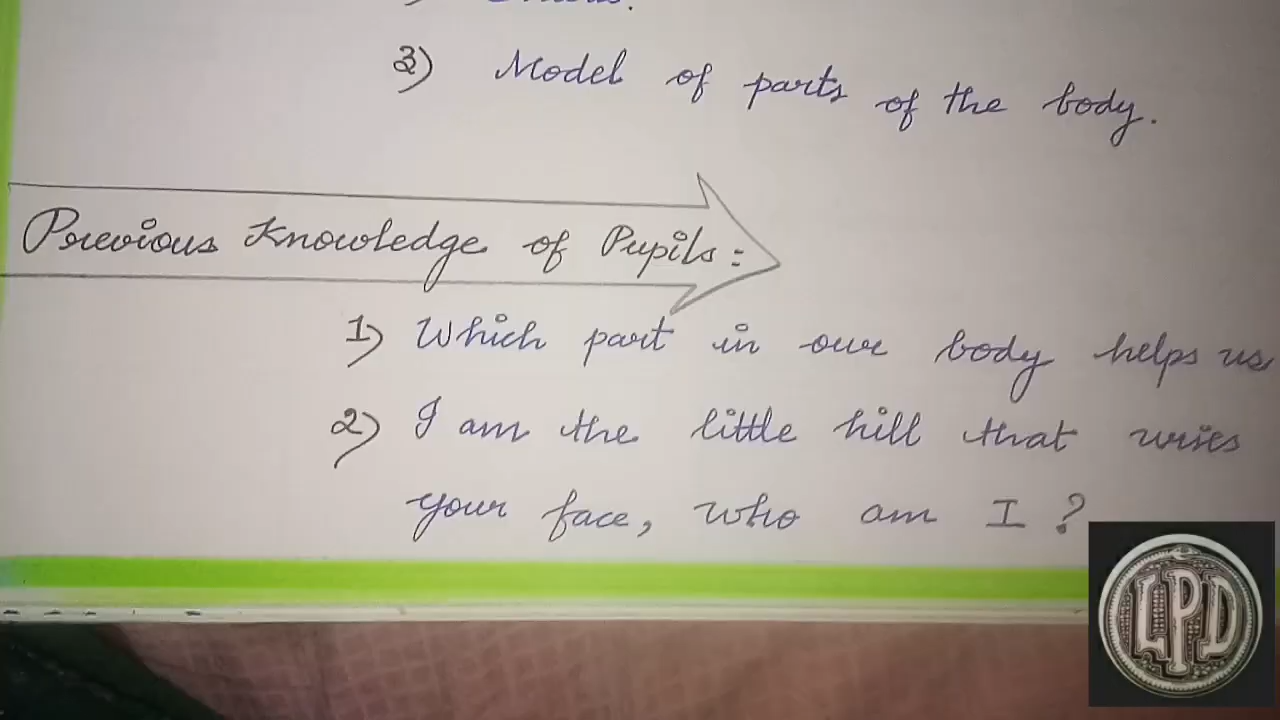 3) Model of parts of the body.
Previous Knowledge of Pupils:
1) Which part in our body helps us
2) I am the little hill that
your face, who am I ?
LPD